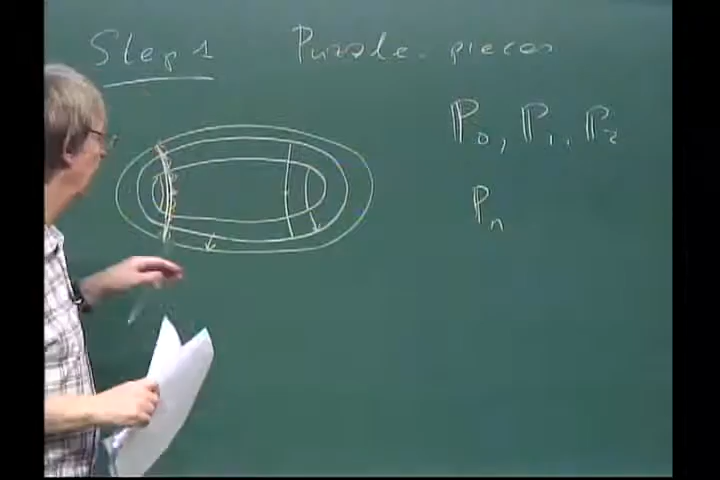 Step 1 Puzzle-pieces
ℙ₀, ℙ₁, ℙ₂
Pₙ